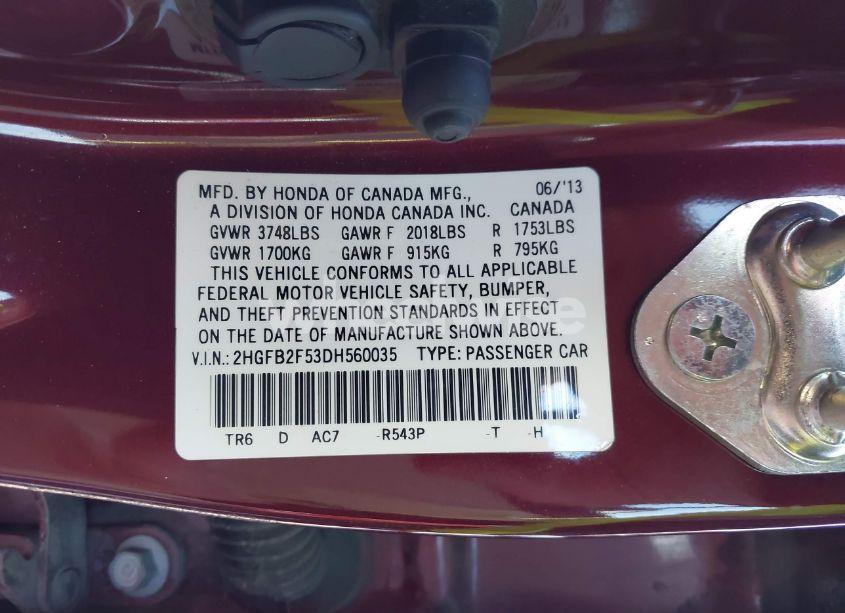 MFD. BY HONDA OF CANADA MFG., 06/'13
A DIVISION OF HONDA CANADA INC. CANADA
GVWR 3748LBS GAWR F 2018LBS R 1753LBS
GVWR 1700KG GAWR F 915KG R 795KG
THIS VEHICLE CONFORMS TO ALL APPLICABLE
FEDERAL MOTOR VEHICLE SAFETY, BUMPER,
AND THEFT PREVENTION STANDARDS IN EFFECT
ON THE DATE OF MANUFACTURE SHOWN ABOVE.
V.I.N.: 2HGFB2F53DH560035 TYPE: PASSENGER CAR
TR6 D AC7 -R543P -T -H